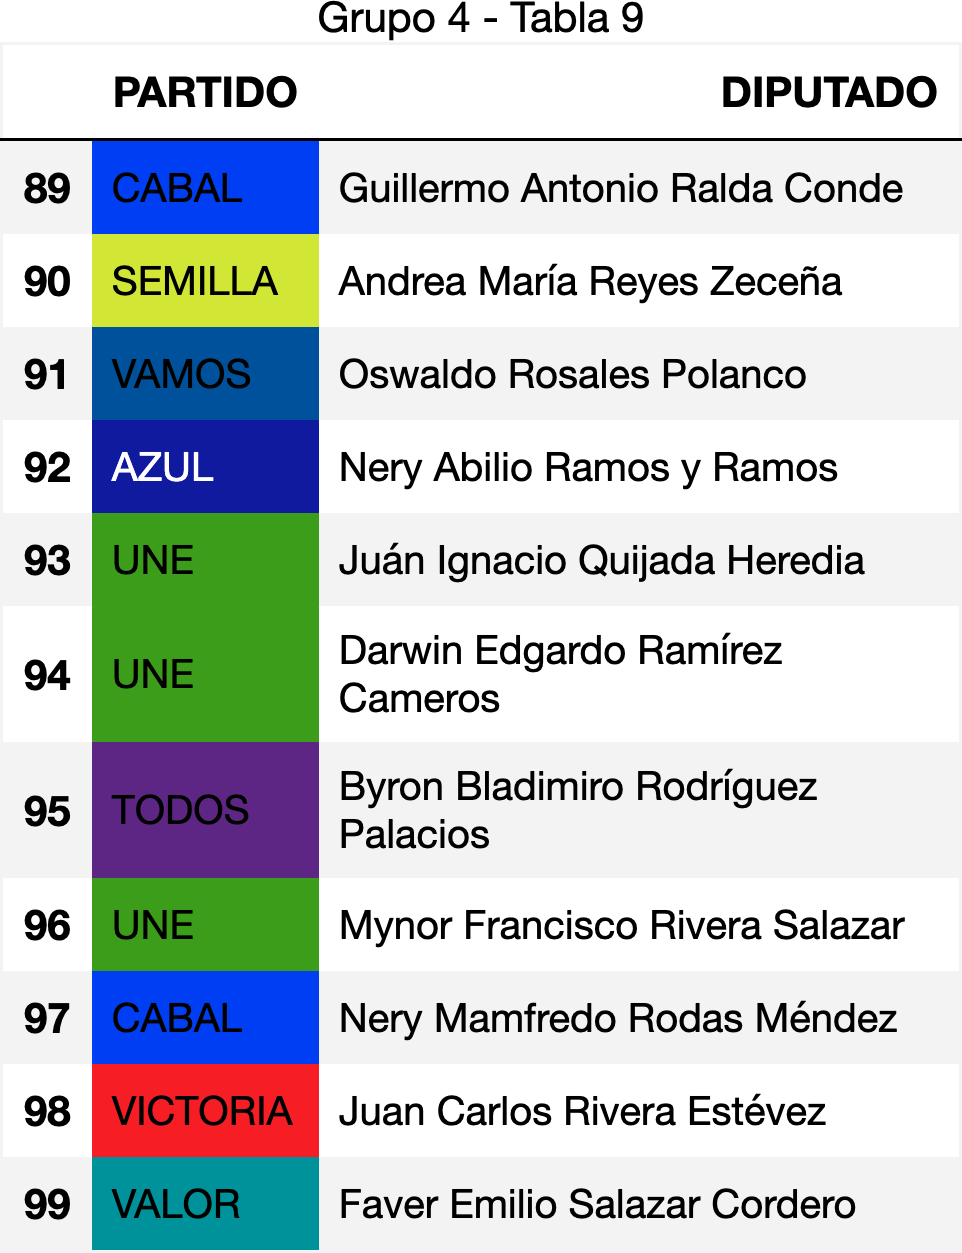 Grupo 4 - Tabla 9
PARTIDO DIPUTADO
89 CABAL Guillermo Antonio Ralda Conde
90 SEMILLA Andrea María Reyes Zeceña
91 VAMOS Oswaldo Rosales Polanco
92 AZUL Nery Abilio Ramos y Ramos
93 UNE Juán Ignacio Quijada Heredia
94 UNE Darwin Edgardo Ramírez
Cameros
95 TODOS Byron Bladimiro Rodríguez
Palacios
96 UNE Mynor Francisco Rivera Salazar
97 CABAL Nery Mamfredo Rodas Méndez
98 VICTORIA Juan Carlos Rivera Estévez
99 VALOR Faver Emilio Salazar Cordero